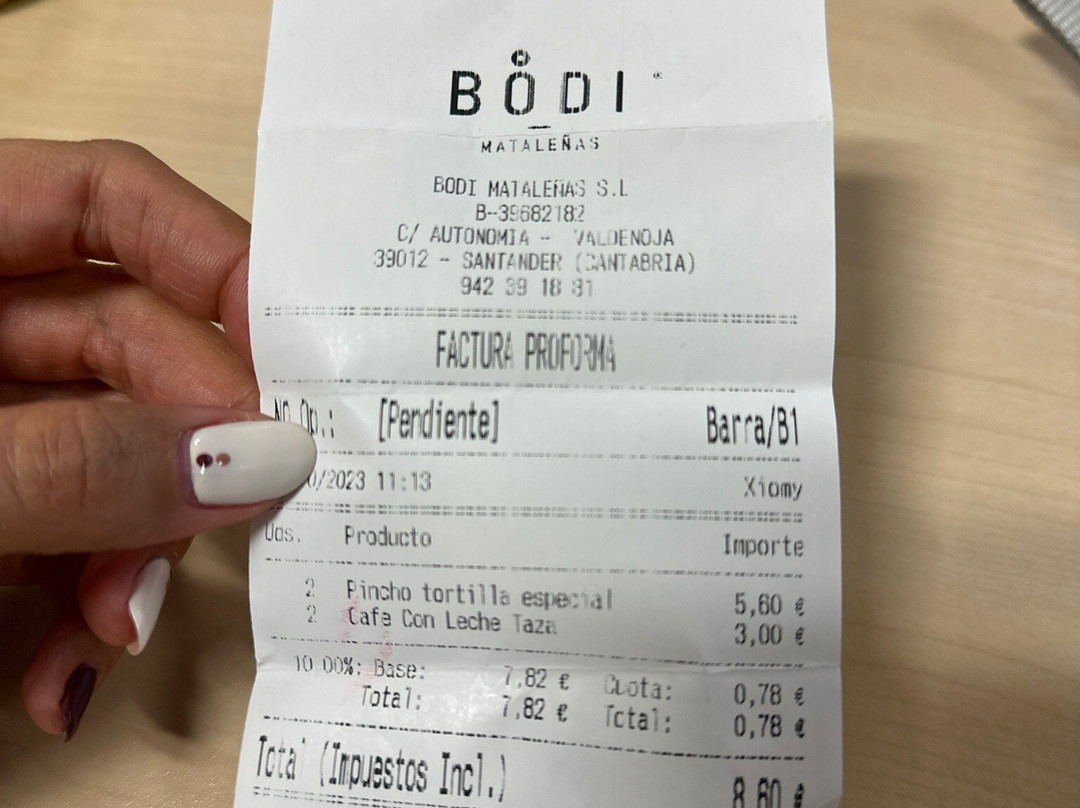 BODI
MATALEÑAS
BODI MATALEÑAS S.L
B-39682182
C/ AUTONOMIA - VALDENOJA
39012 - SANTANDER (CANTABRIA)
942 39 18 81
FACTURA PROFORMA
Nº Op.: [Pendiente] Barra/B1
0/2023 11:13 Xiomy
Uds. Producto Importe
2 Pincho tortilla especial 5,60 €
2 Cafe Con Leche Taza 3,00 €
10,00%: Base: 7,82 € Cuota: 0,78 €
Total: 7,82 € Total: 0,78 €
Total (Impuestos Incl.) 8,60 €